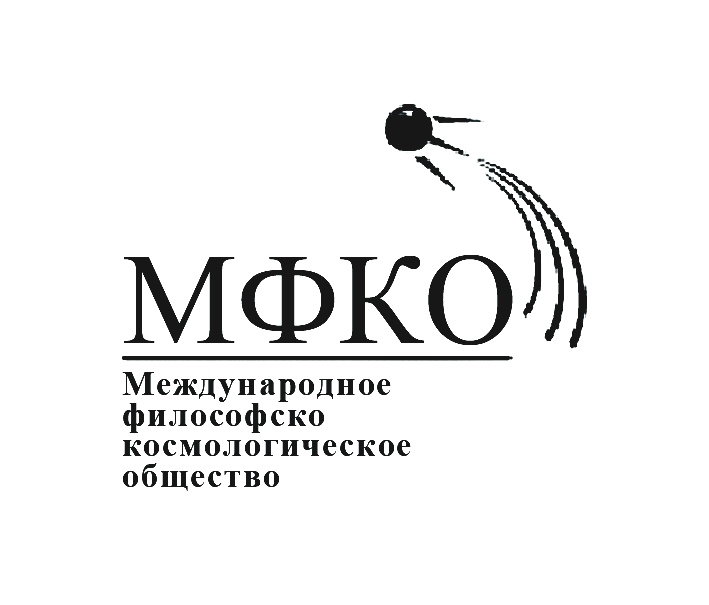 МФКО
Международное
философско
космологическое
общество